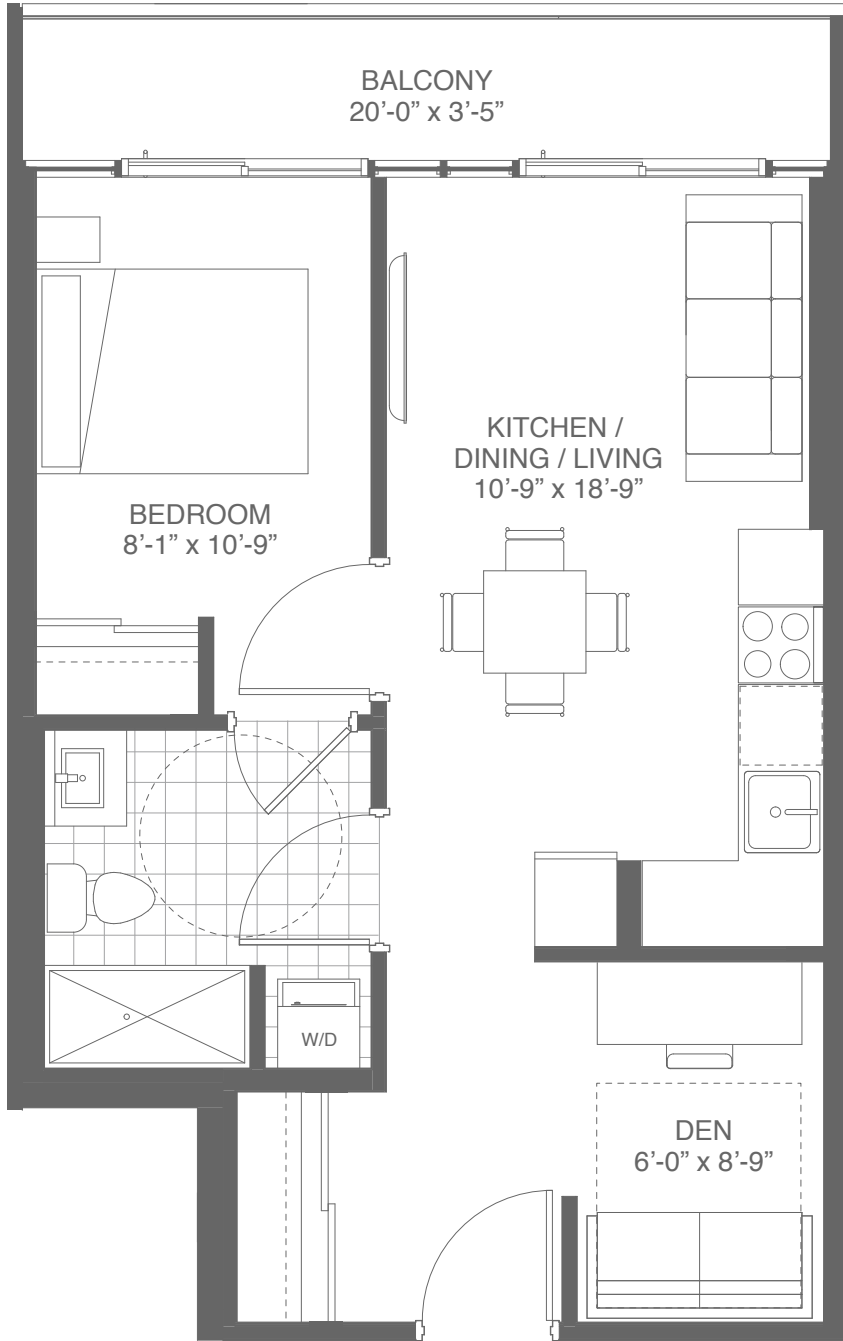 BALCONY
20’-0” x 3’-5”
KITCHEN /
DINING / LIVING
10’-9” x 18’-9”
BEDROOM
8’-1” x 10’-9”
W/D
DEN
6’-0” x 8’-9”